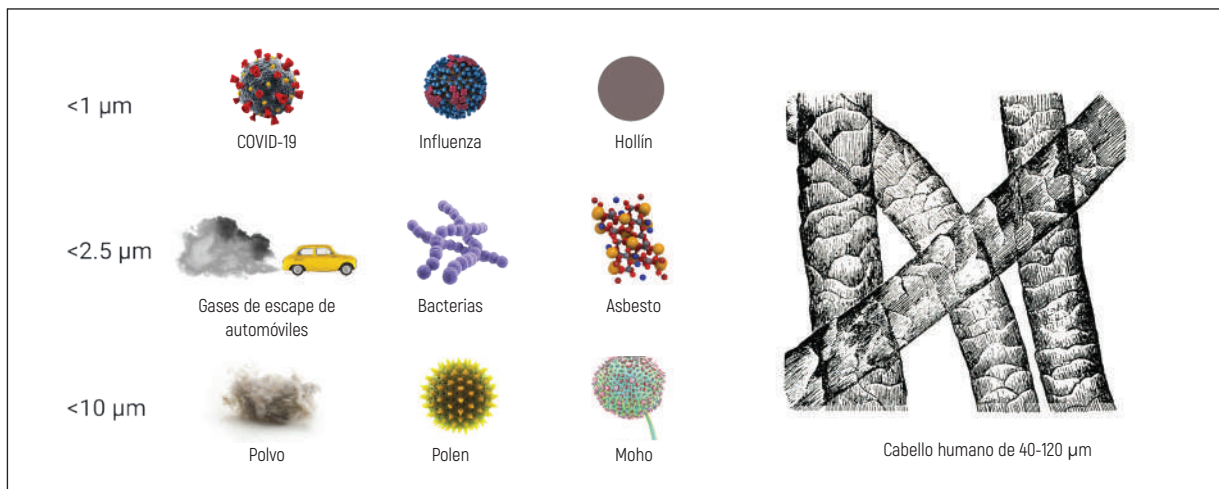 <1 µm
COVID-19
Influenza
Hollín
<2.5 µm
Gases de escape de
automóviles
Bacterias
Asbesto
<10 µm
Polvo
Polen
Moho
Cabello humano de 40-120 µm